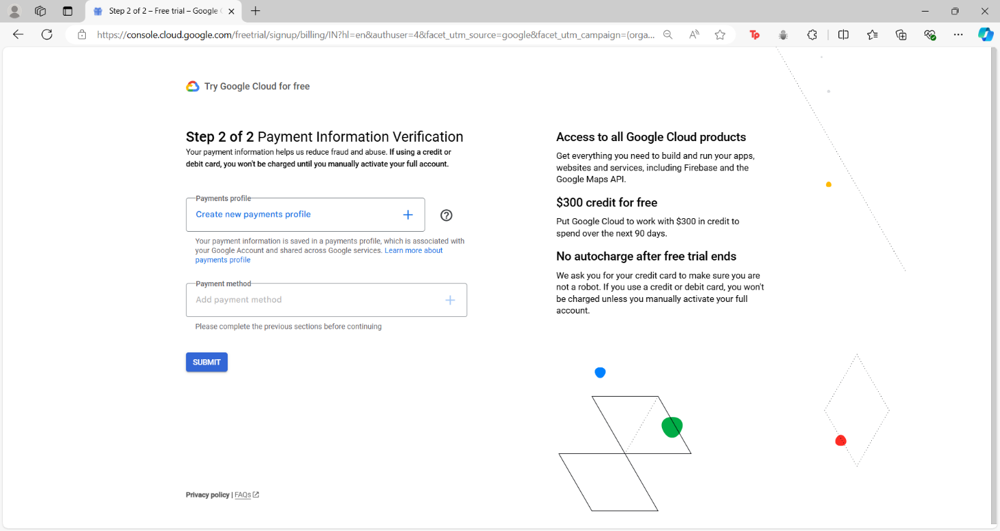 Step 2 of 2 – Free trial – Google
https://console.cloud.google.com/freetrial/signup/billing/IN?hl=en&authuser=4&facet_utm_source=google&facet_utm_campaign=(orga...
Try Google Cloud for free
Step 2 of 2 Payment Information Verification
Your payment information helps us reduce fraud and abuse. If using a credit or
debit card, you won't be charged until you manually activate your full account.
Payments profile
Create new payments profile
Your payment information is saved in a payments profile, which is associated with
your Google Account and shared across Google services. Learn more about
payments profile
Payment method
Add payment method
Please complete the previous sections before continuing
SUBMIT
Access to all Google Cloud products
Get everything you need to build and run your apps,
websites and services, including Firebase and the
Google Maps API.
$300 credit for free
Put Google Cloud to work with $300 in credit to
spend over the next 90 days.
No autocharge after free trial ends
We ask you for your credit card to make sure you are
not a robot. If you use a credit or debit card, you won't
be charged unless you manually activate your full
account.
Privacy policy | FAQs